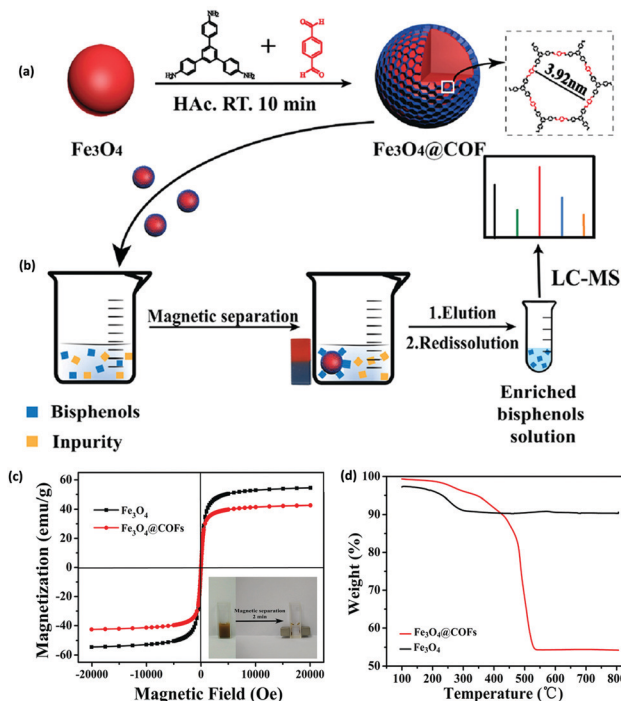 (a)
NH₂
H₂N
NH₂
+
O
H
H
O
HAc. RT. 10 min
Fe₃O₄
Fe₃O₄@COF
3.92nm
(b)
Magnetic separation
1.Elution
2.Redissolution
LC-MS
Enriched
bisphenols
solution
Bisphenols
Inpurity
(c)
Magnetization (emu/g)
60
40
20
0
-20
-40
-60
Fe₃O₄
Fe₃O₄@COFs
Magnetic separation
2 min
-20000
-10000
0
10000
20000
Magnetic Field (Oe)
(d)
Weight (%)
100
90
80
70
60
50
Fe₃O₄@COFs
Fe₃O₄
100 200 300 400 500 600 700 800
Temperature (℃)